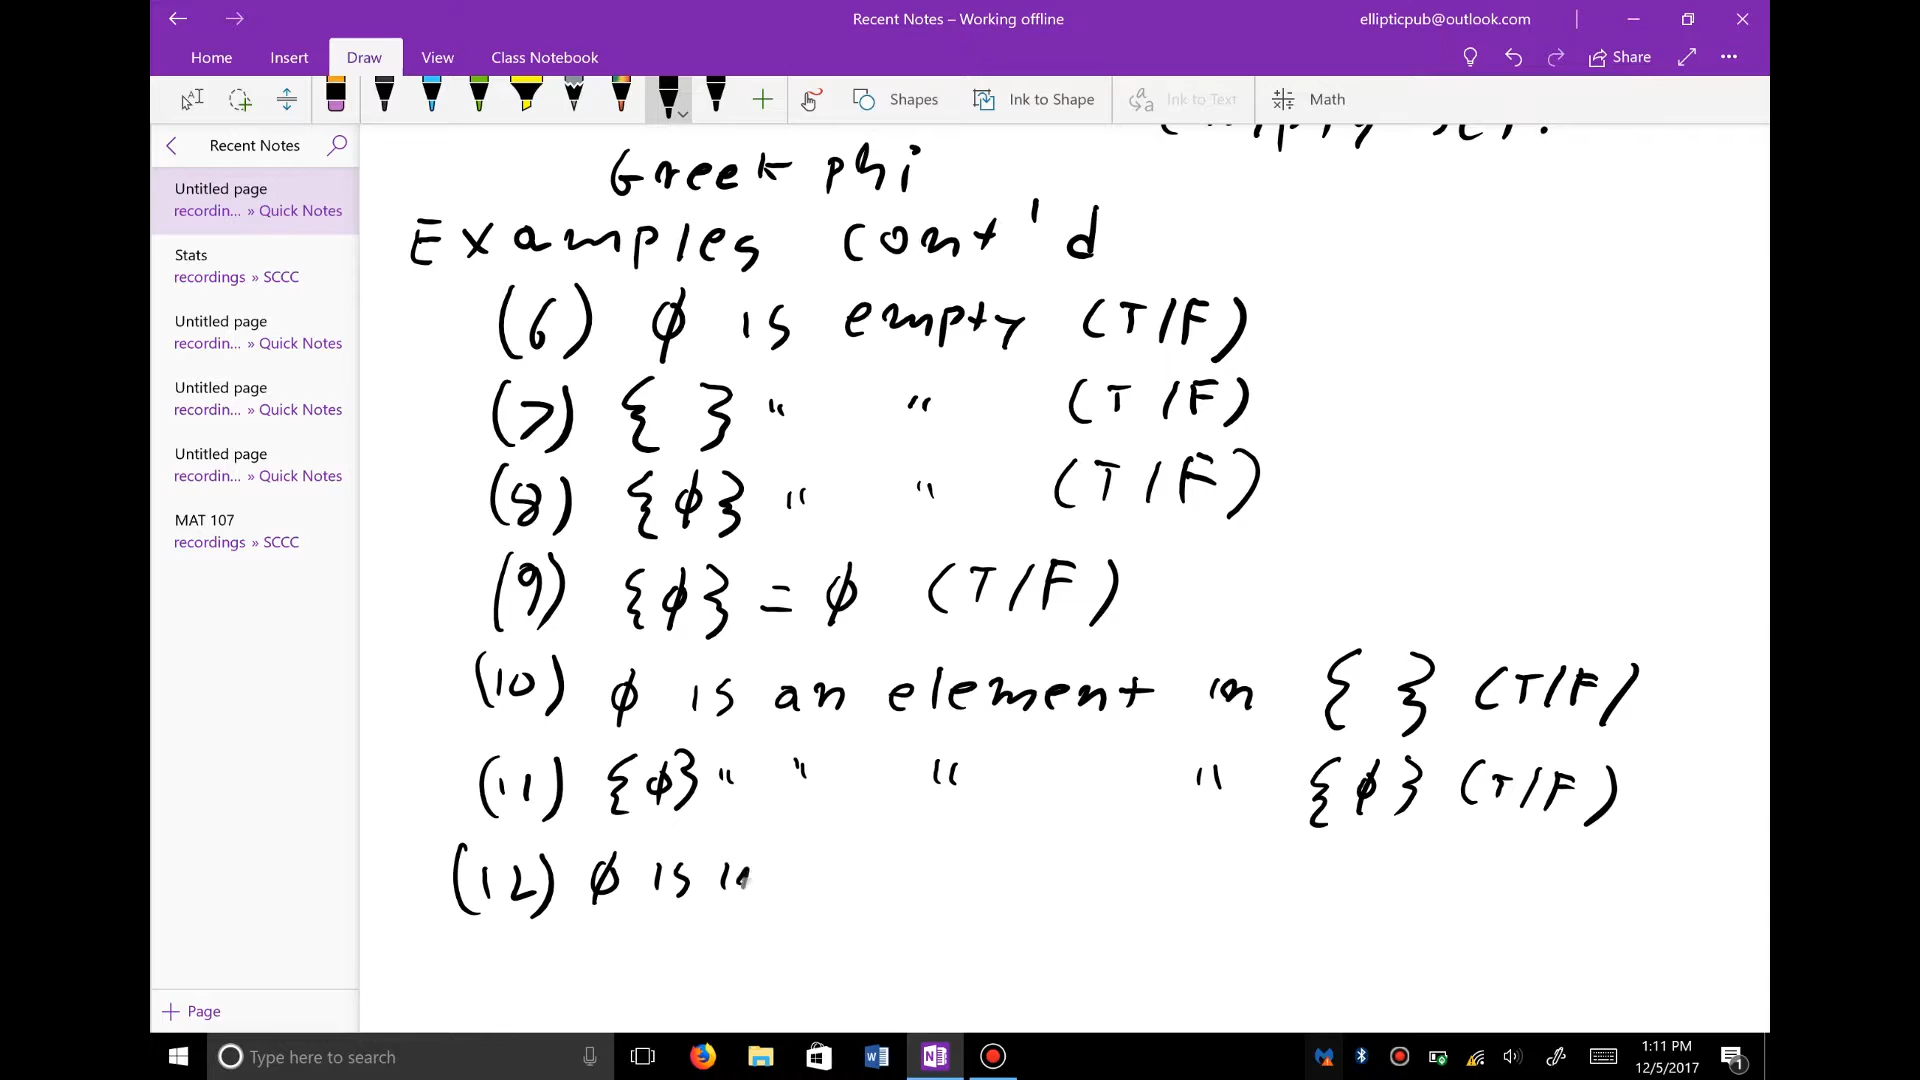 Recent Notes – Working offline
ellipticpub@outlook.com
Home Insert Draw View Class Notebook
Share
Shapes Ink to Shape Ink to Text Math
Recent Notes
Untitled page
recordin... » Quick Notes
Stats
recordings » SCCC
Untitled page
recordin... » Quick Notes
Untitled page
recordin... » Quick Notes
Untitled page
recordin... » Quick Notes
MAT 107
recordings » SCCC
Page
empty set.
Greek phi
Examples cont'd
(6) ϕ is empty (T/F)
(7) { } " " (T/F)
(8) {ϕ} " " (T/F)
(9) {ϕ} = ϕ (T/F)
(10) ϕ is an element in { } (T/F)
(11) {ϕ} " " " " {ϕ} (T/F)
(12) ϕ is
Type here to search
1:11 PM
12/5/2017
1